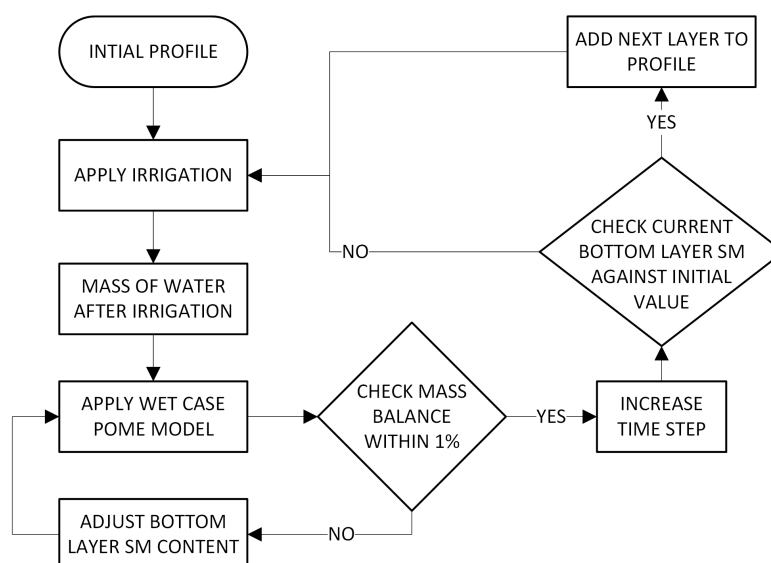 INTIAL PROFILE
APPLY IRRIGATION
MASS OF WATER
AFTER IRRIGATION
APPLY WET CASE
POME MODEL
ADJUST BOTTOM
LAYER SM CONTENT
CHECK MASS
BALANCE
WITHIN 1%
NO
YES
INCREASE
TIME STEP
CHECK CURRENT
BOTTOM LAYER SM
AGAINST INITIAL
VALUE
NO
YES
ADD NEXT LAYER TO
PROFILE